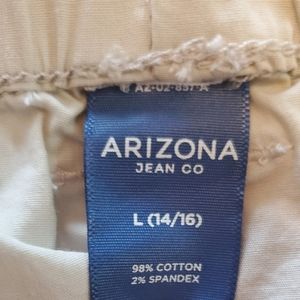 ARIZONA
JEAN CO
L (14/16)
98% COTTON
2% SPANDEX